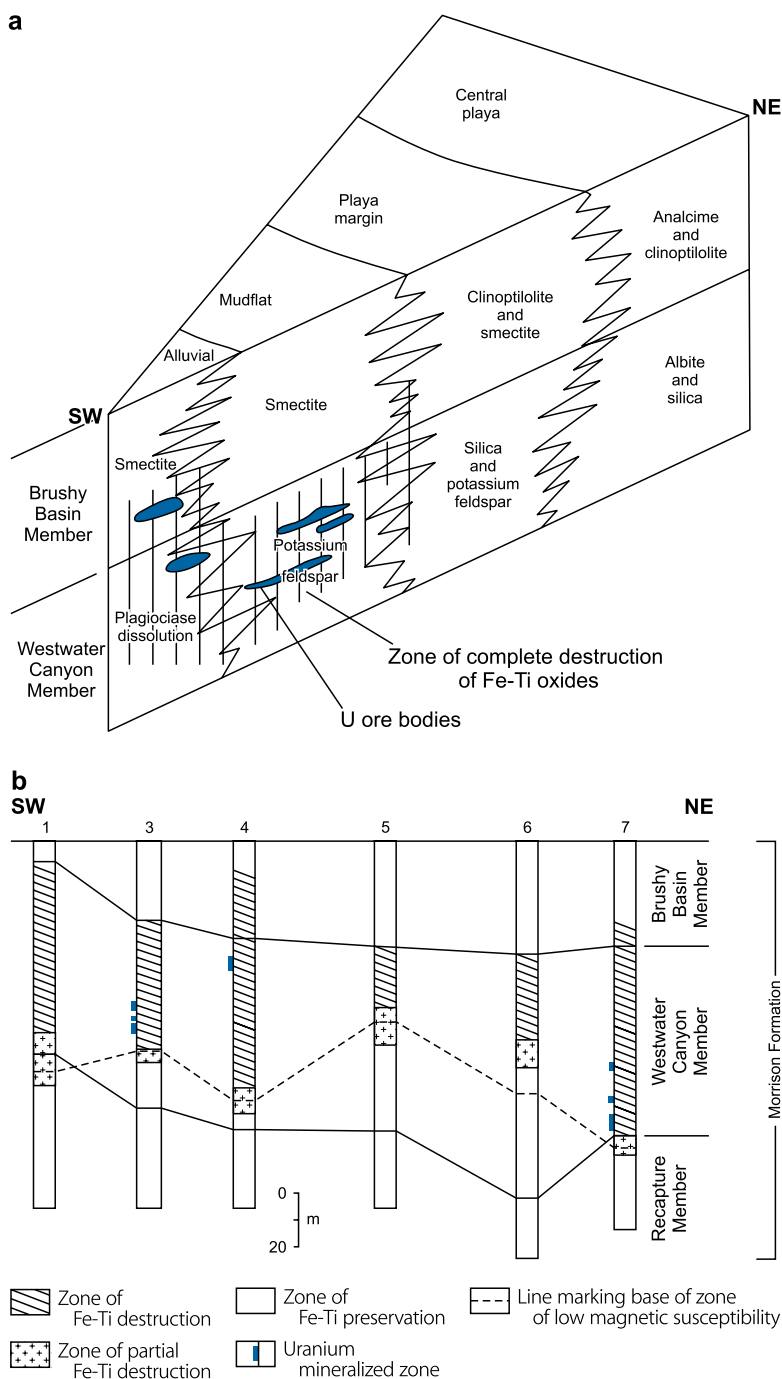 a
Central
playa
NE
Playa
margin
Analcime
and
clinoptilolite
Mudflat
Clinoptilolite
and
smectite
Alluvial
Albite
and
silica
Smectite
SW
Smectite
Silica
and
potassium
feldspar
Brushy
Basin
Member
Potassium
feldspar
Plagiociase
dissolution
Westwater
Canyon
Member
Zone of complete destruction
of Fe-Ti oxides
U ore bodies
b
SW
NE
1 3 4 5 6 7
Brushy
Basin
Member
Westwater
Canyon
Member
Recapture
Member
Morrison Formation
0
m
20
Zone of
Fe-Ti destruction
Zone of
Fe-Ti preservation
Line marking base of zone
of low magnetic susceptibility
Zone of partial
Fe-Ti destruction
Uranium
mineralized zone